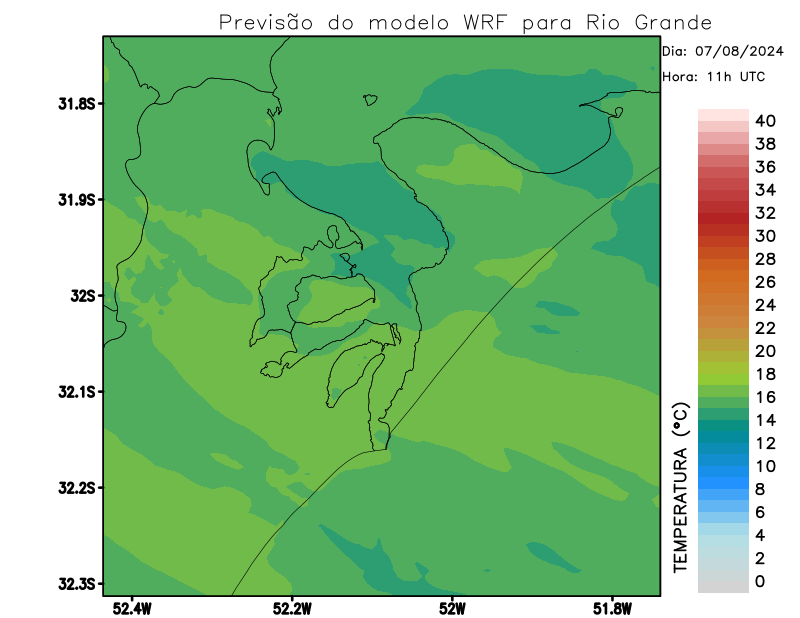 Previsão do modelo WRF para Rio Grande
Dia: 07/08/2024
Hora: 11h UTC
31.8S
31.9S
32S
32.1S
32.2S
32.3S
52.4W
52.2W
52W
51.8W
TEMPERATURA (°C)
40
38
36
34
32
30
28
26
24
22
20
18
16
14
12
10
8
6
4
2
0